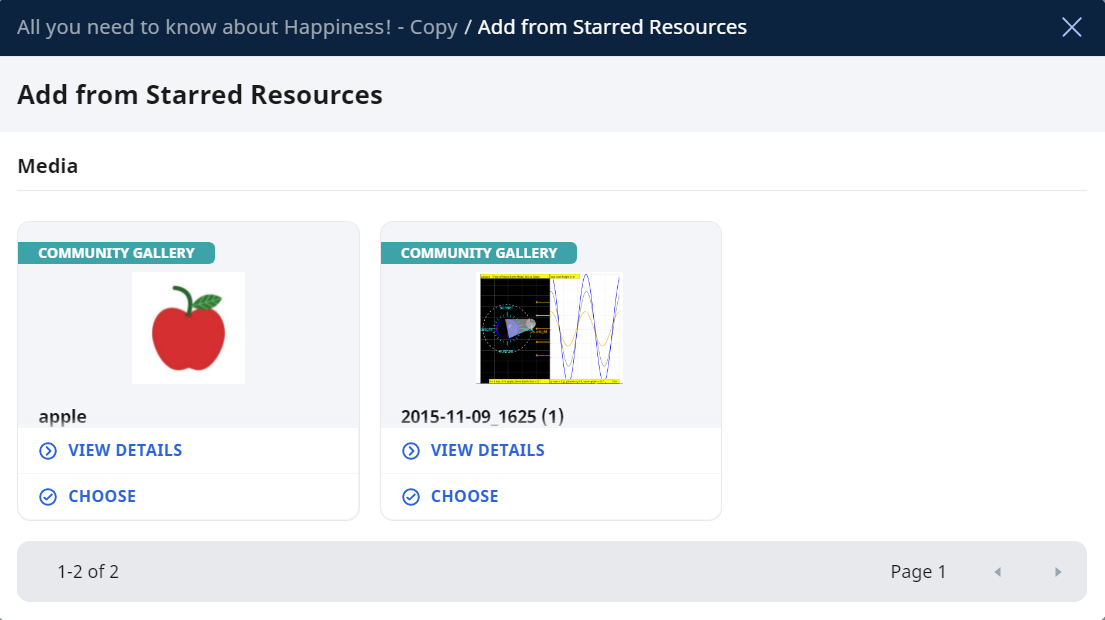 All you need to know about Happiness! - Copy / Add from Starred Resources
Add from Starred Resources
Media
COMMUNITY GALLERY
apple
VIEW DETAILS
CHOOSE
COMMUNITY GALLERY
2015-11-09_1625 (1)
VIEW DETAILS
CHOOSE
1-2 of 2
Page 1